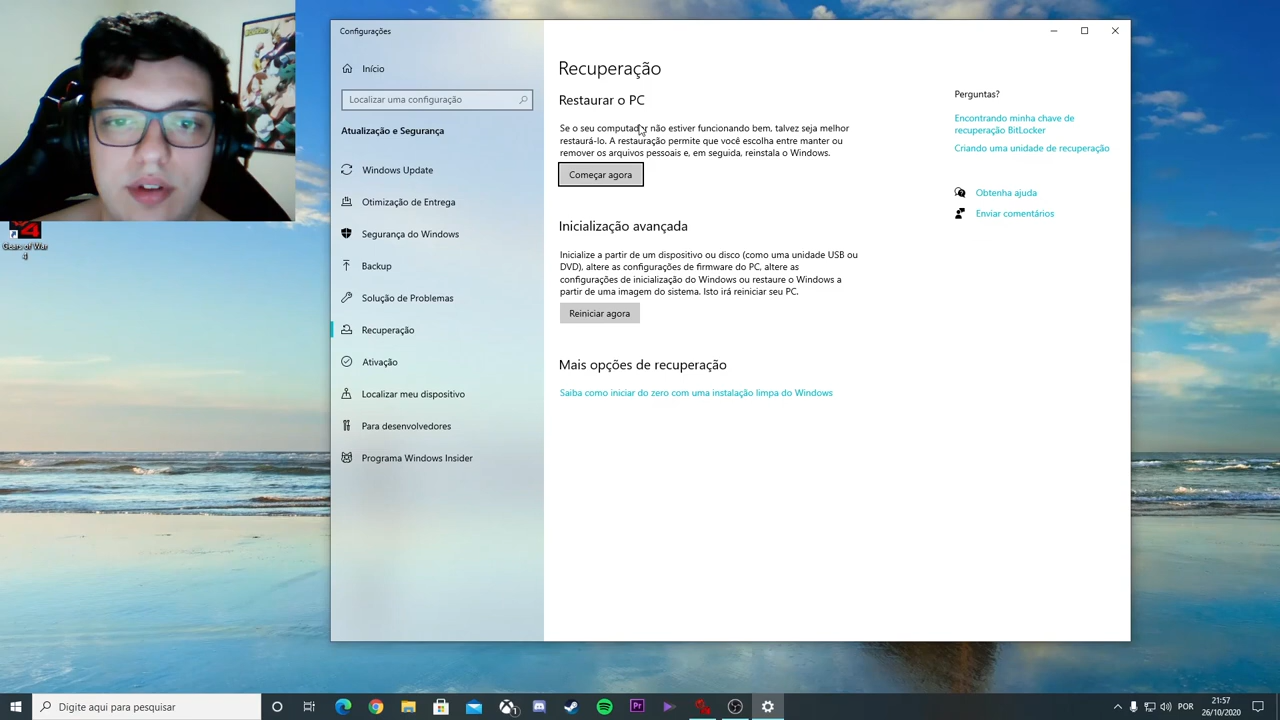 Configurações
Início
Localizar uma configuração
ualização e Segurança
Windows Update
Otimização de Entrega
Segurança do Windows
Backup
Solução de Problemas
Recuperação
Ativação
Localizar meu dispositivo
Para desenvolvedores
Programa Windows Insider
Recuperação
Restaurar o PC
Se o seu computador não estiver funcionando bem, talvez seja melhor
restaurá-lo. A restauração permite que você escolha entre manter ou
remover os arquivos pessoais e, em seguida, reinstala o Windows.
Começar agora
Inicialização avançada
Inicialize a partir de um dispositivo ou disco (como uma unidade USB ou
DVD), altere as configurações de firmware do PC, altere as
configurações de inicialização do Windows ou restaure o Windows a
partir de uma imagem do sistema. Isto irá reiniciar seu PC.
Reiniciar agora
Mais opções de recuperação
Saiba como iniciar do zero com uma instalação limpa do Windows
Perguntas?
Encontrando minha chave de
recuperação BitLocker
Criando uma unidade de recuperação
Obtenha ajuda
Enviar comentários
Gears of War
4
Digite aqui para pesquisar
Pr
POR
21:57
26/10/2020